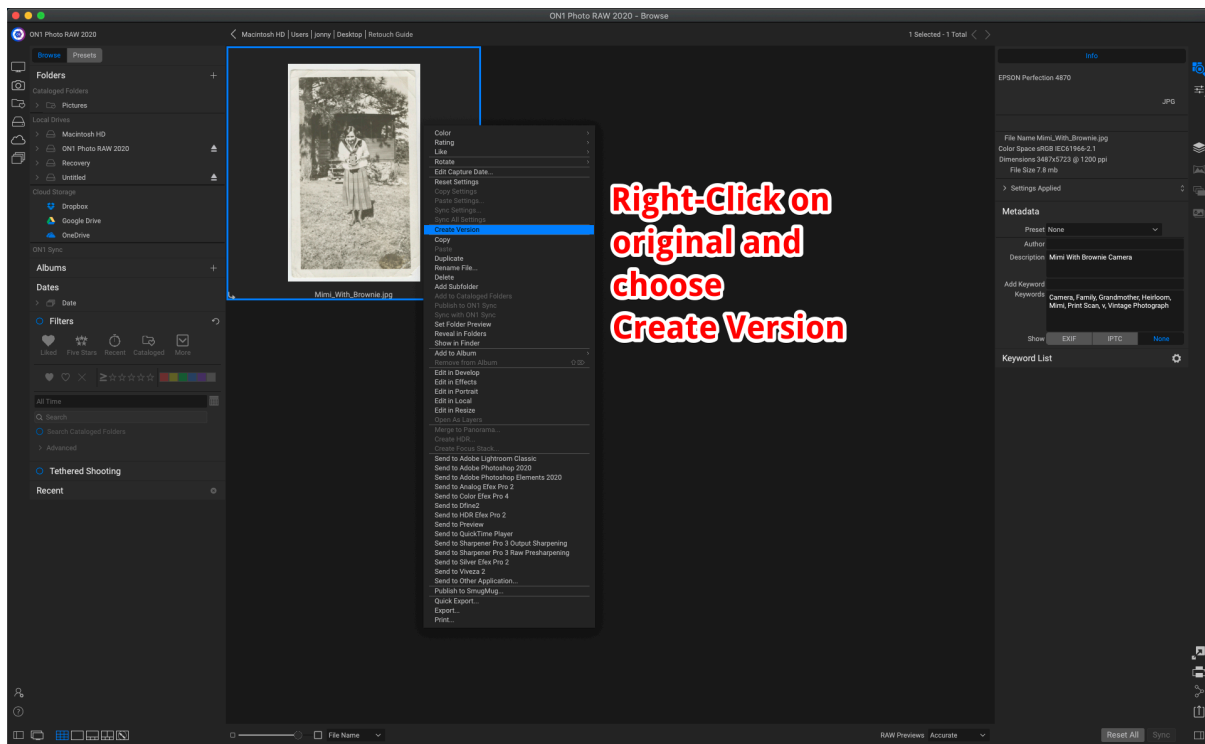 ON1 Photo RAW 2020 - Browse
ON1 Photo RAW 2020
Macintosh HD | Users | jonny | Desktop | Retouch Guide
1 Selected - 1 Total
Browse
Presets
Folders
Cataloged Folders
Pictures
Local Drives
Macintosh HD
ON1 Photo RAW 2020
Recovery
Untitled
Cloud Storage
Dropbox
Google Drive
OneDrive
ON1 Sync
Albums
Dates
Date
Filters
Liked
Five Stars
Recent
Cataloged
More
All Time
Search
Search Cataloged Folders
Advanced
Tethered Shooting
Recent
Mimi_With_Brownie.jpg
Color
Rating
Like
Rotate
Edit Capture Date...
Reset Settings
Copy Settings
Paste Settings...
Sync Settings...
Sync All Settings
Create Version
Copy
Paste
Duplicate
Rename File...
Delete
Add Subfolder
Add to Cataloged Folders
Publish to ON1 Sync
Sync with ON1 Sync
Set Folder Preview
Reveal in Folders
Show in Finder
Add to Album
Remove from Album
Edit in Develop
Edit in Effects
Edit in Portrait
Edit in Local
Edit in Resize
Open As Layers
Merge to Panorama...
Create HDR...
Create Focus Stack...
Send to Adobe Lightroom Classic
Send to Adobe Photoshop 2020
Send to Adobe Photoshop Elements 2020
Send to Analog Efex Pro 2
Send to Color Efex Pro 4
Send to Dfine2
Send to HDR Efex Pro 2
Send to Preview
Send to QuickTime Player
Send to Sharpener Pro 3 Output Sharpening
Send to Sharpener Pro 3 Raw Presharpening
Send to Silver Efex Pro 2
Send to Viveza 2
Send to Other Application...
Publish to SmugMug...
Quick Export...
Export...
Print...
Right-Click on
original and
choose
Create Version
Info
EPSON Perfection 4870
JPG
File Name Mimi_With_Brownie.jpg
Color Space sRGB IEC61966-2.1
Dimensions 3487x5723 @ 1200 ppi
File Size 7.8 mb
Settings Applied
Metadata
Preset None
Author
Description Mimi With Brownie Camera
Add Keyword
Keywords Camera, Family, Grandmother, Heirloom,
Mimi, Print Scan, v, Vintage Photograph
Show EXIF IPTC None
Keyword List
File Name
RAW Previews Accurate
Reset All
Sync